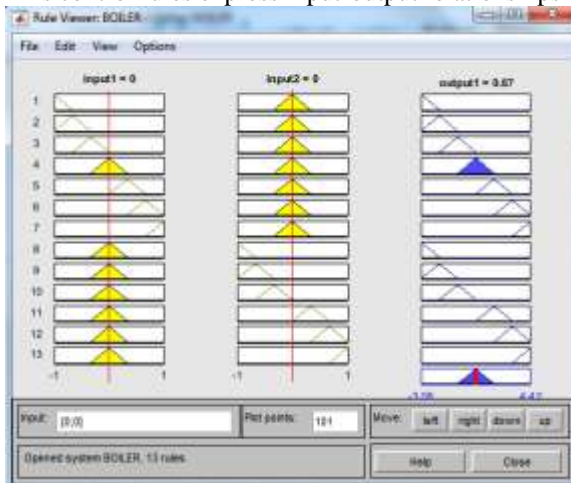 Rule Viewer: BOILER
File Edit View Options
input1 = 0
input2 = 0
output1 = 0.67
1
2
3
4
5
6
7
8
9
10
11
12
13
-1 1
-1 1
4.42
Input: [0;0]
Plot points: 101
Move: left right down up
Opened system BOILER, 13 rules
Help Close